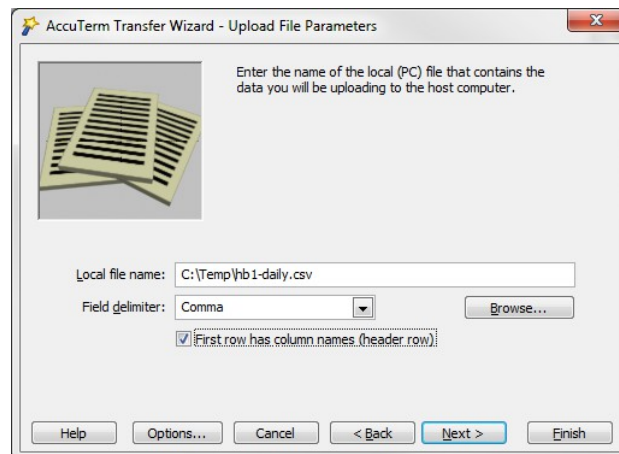 AccuTerm Transfer Wizard - Upload File Parameters
Enter the name of the local (PC) file that contains the
data you will be uploading to the host computer.
Local file name: C:\Temp\hb1-daily.csv
Field delimiter: Comma Browse...
First row has column names (header row)
Help Options... Cancel < Back Next > Finish